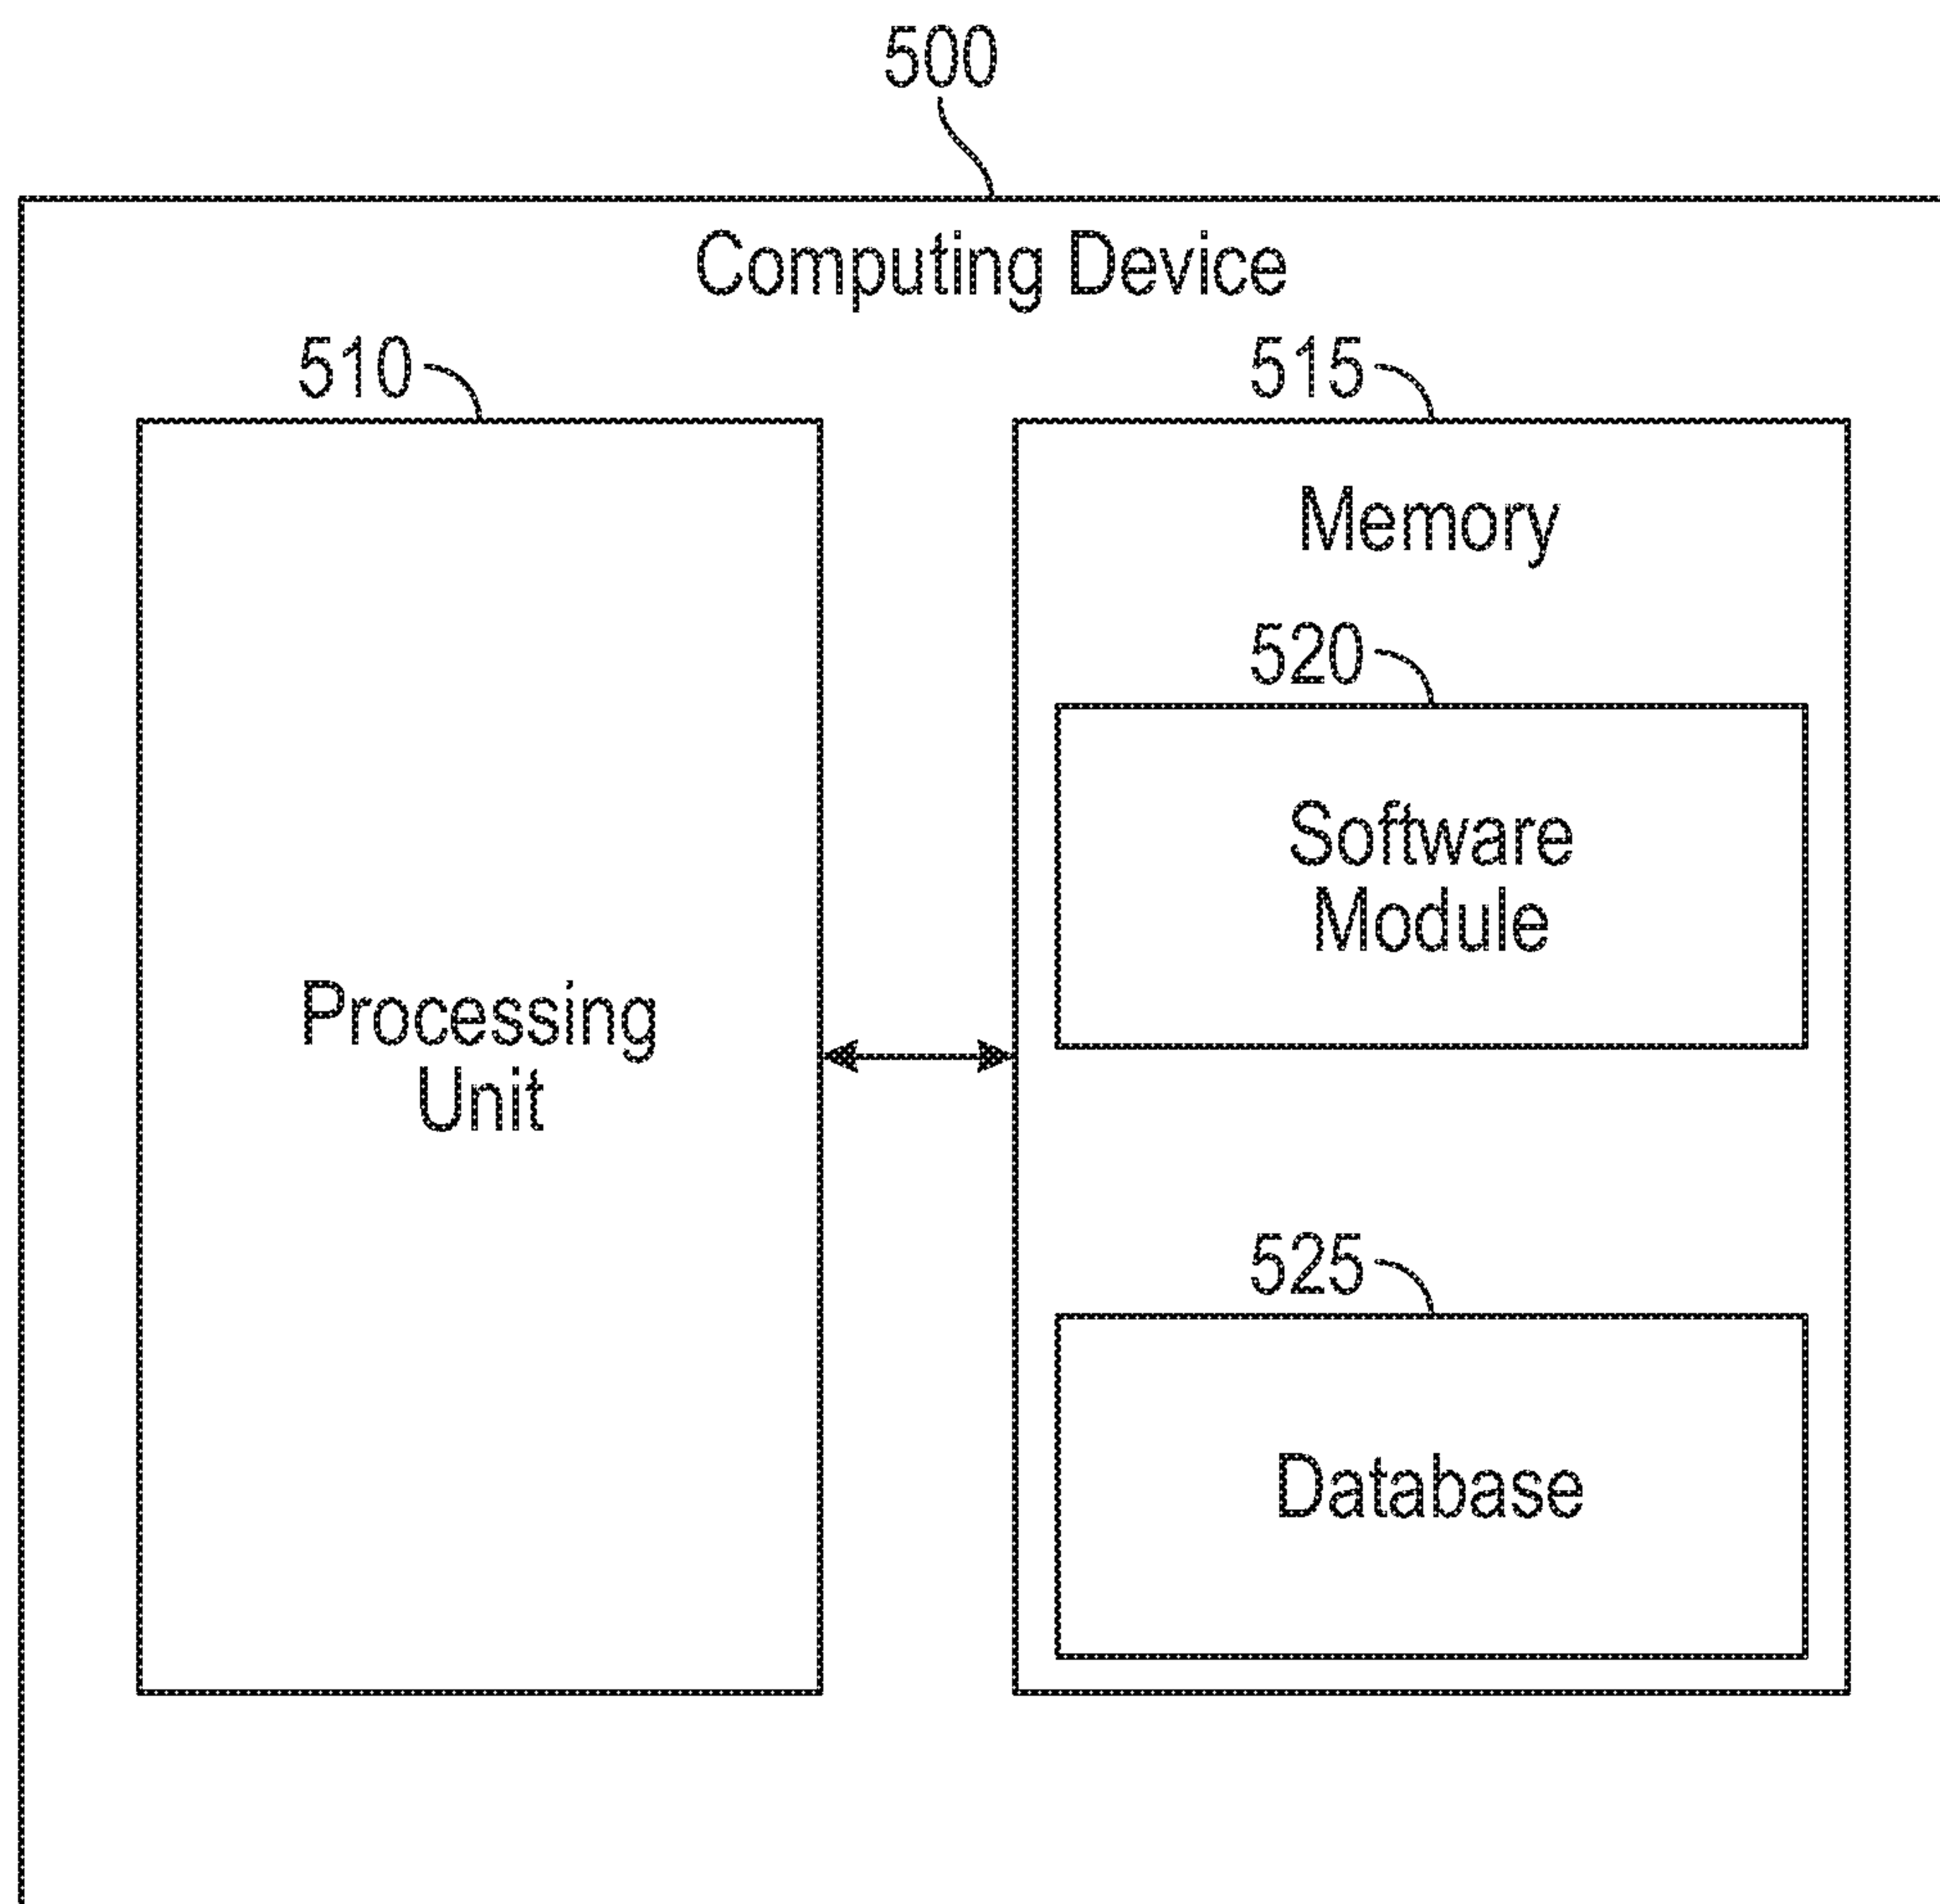 500
Computing Device
510
515
Memory
520
Software
Module
Processing
Unit
525
Database